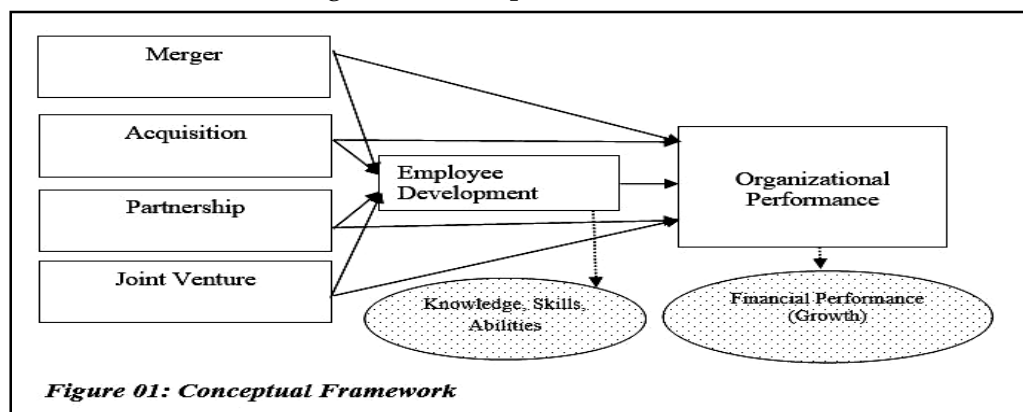 Merger
Acquisition
Partnership
Joint Venture
Employee
Development
Organizational
Performance
Knowledge, Skills,
Abilities
Financial Performance
(Growth)
Figure 01: Conceptual Framework